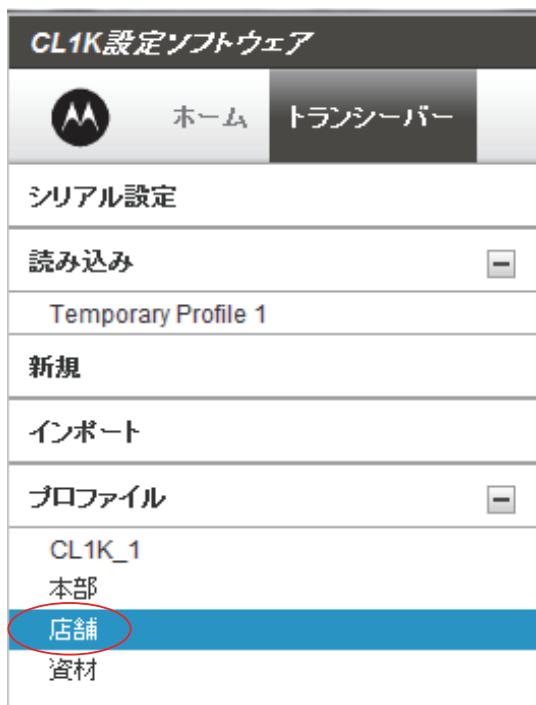 CL1K設定ソフトウェア
ホーム トランシーバー
シリアル設定
読み込み
Temporary Profile 1
新規
インポート
プロファイル
CL1K_1
本部
店舗
資材